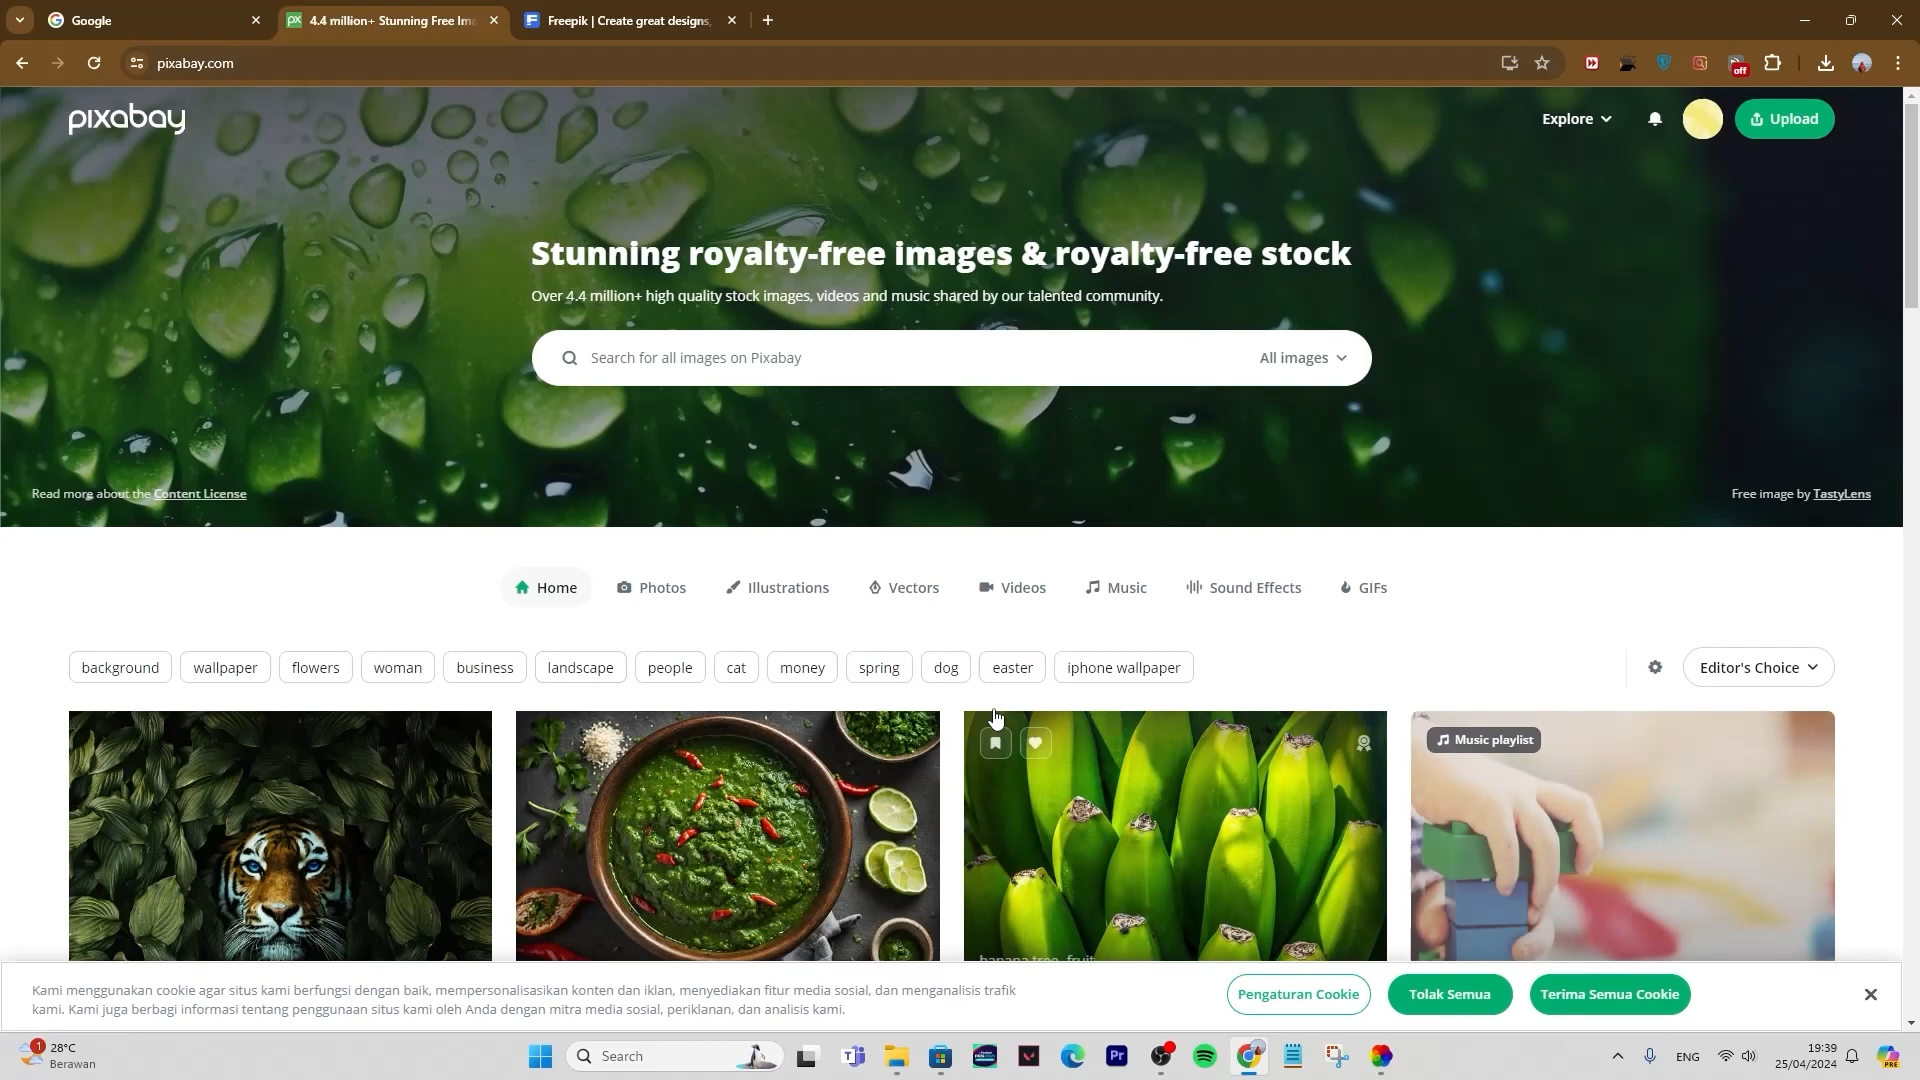 Google
4.4 million+ Stunning Free Im
Freepik | Create great designs,
pixabay.com
off
pixabay
Explore
Upload
Stunning royalty-free images & royalty-free stock
Over 4.4 million+ high quality stock images, videos and music shared by our talented community.
Search for all images on Pixabay
All images
Read more about the Content License
Free image by TastyLens
Home
Photos
Illustrations
Vectors
Videos
Music
Sound Effects
GIFs
background
wallpaper
flowers
woman
business
landscape
people
cat
money
spring
dog
easter
iphone wallpaper
Editor's Choice
Music playlist
banana tree, fruit
Kami menggunakan cookie agar situs kami berfungsi dengan baik, mempersonalisasikan konten dan iklan, menyediakan fitur media sosial, dan menganalisis trafik
kami. Kami juga berbagi informasi tentang penggunaan situs kami oleh Anda dengan mitra media sosial, periklanan, dan analisis kami.
Pengaturan Cookie
Tolak Semua
Terima Semua Cookie
1
28°C
Berawan
Search
Pr
ENG
19:39
25/04/2024
PRE